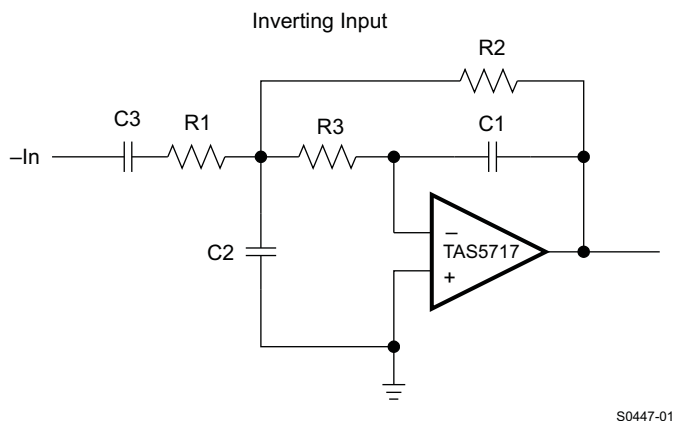 Inverting Input
R2
C3
R1
R3
C1
–In
C2
–
TAS5717
+
S0447-01